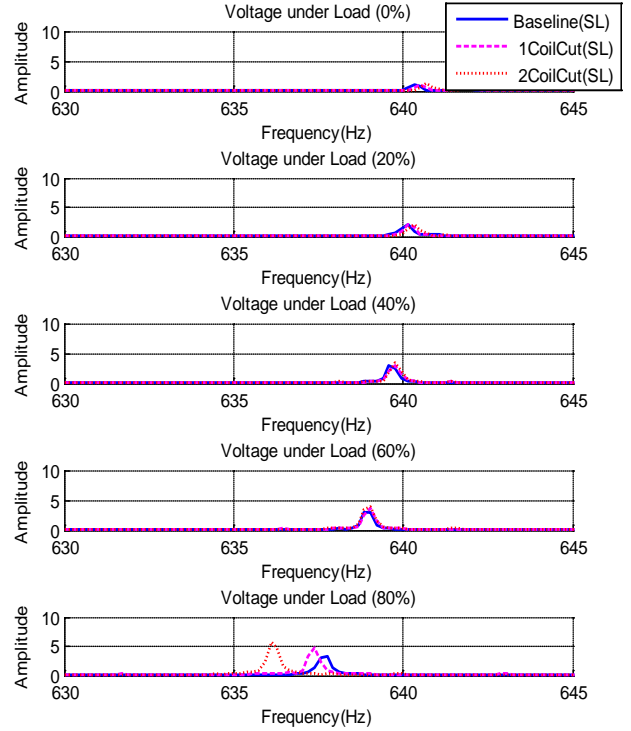 Voltage under Load (0%)
Baseline(SL)
1CoilCut(SL)
2CoilCut(SL)
Amplitude
10
5
0
630
635
640
645
Frequency(Hz)
Voltage under Load (20%)
Amplitude
10
5
0
630
635
640
645
Frequency(Hz)
Voltage under Load (40%)
Amplitude
10
5
0
630
635
640
645
Frequency(Hz)
Voltage under Load (60%)
Amplitude
10
5
0
630
635
640
645
Frequency(Hz)
Voltage under Load (80%)
Amplitude
10
5
0
630
635
640
645
Frequency(Hz)